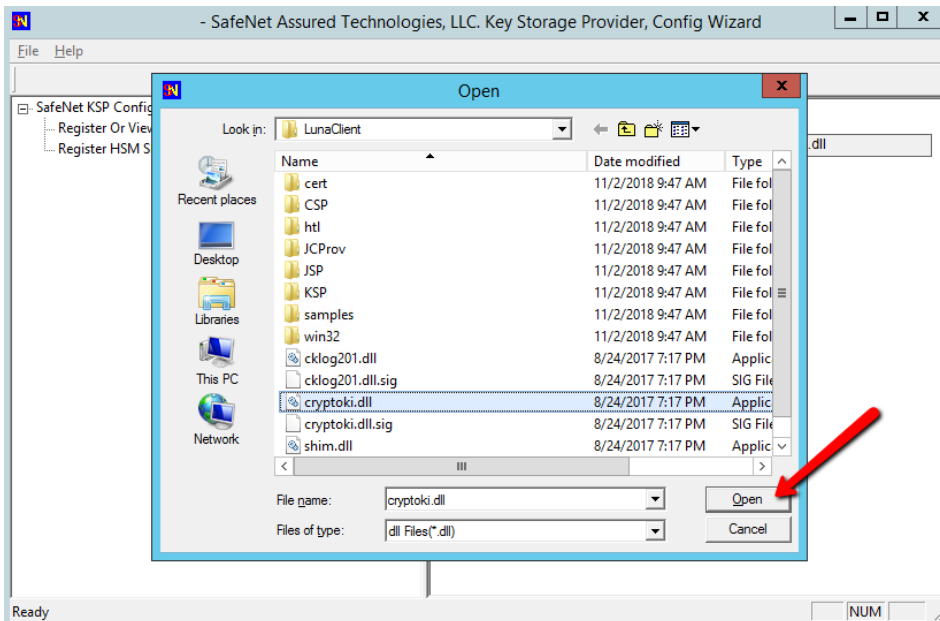 - SafeNet Assured Technologies, LLC. Key Storage Provider, Config Wizard
File Help
SafeNet KSP Config
Register Or View
Register HSM S
.dll
Open
Look in: LunaClient
Recent places
Desktop
Libraries
This PC
Network
Name Date modified Type
cert 11/2/2018 9:47 AM File fol
CSP 11/2/2018 9:47 AM File fol
htl 11/2/2018 9:47 AM File fol
JCProv 11/2/2018 9:47 AM File fol
JSP 11/2/2018 9:47 AM File fol
KSP 11/2/2018 9:47 AM File fol
samples 11/2/2018 9:47 AM File fol
win32 11/2/2018 9:47 AM File fol
cklog201.dll 8/24/2017 7:17 PM Applic
cklog201.dll.sig 8/24/2017 7:17 PM SIG File
cryptoki.dll 8/24/2017 7:17 PM Applic
cryptoki.dll.sig 8/24/2017 7:17 PM SIG File
shim.dll 8/24/2017 7:17 PM Applic
File name: cryptoki.dll Open
Files of type: dll Files(*.dll) Cancel
Ready NUM